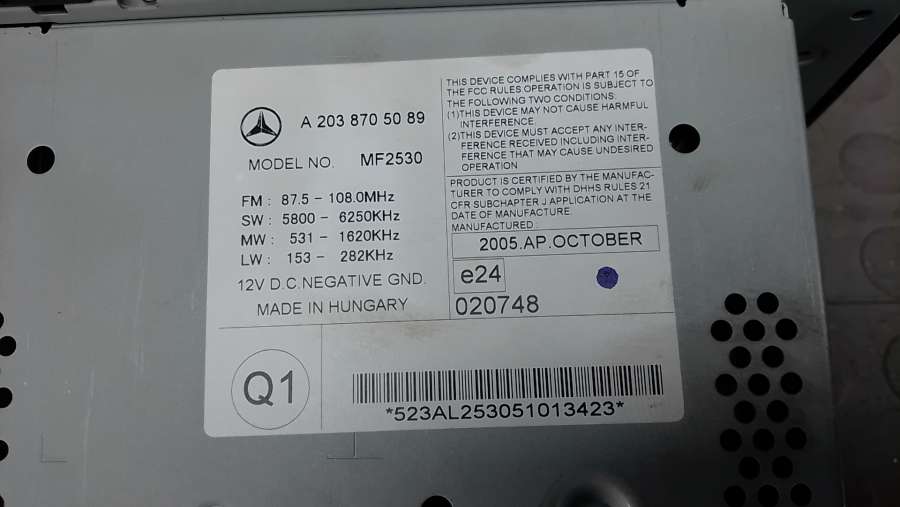 A 203 870 50 89
MODEL NO. MF2530
FM : 87.5 - 108.0MHz
SW : 5800 - 6250KHz
MW : 531 - 1620KHz
LW : 153 - 282KHz
12V D.C.NEGATIVE GND.
MADE IN HUNGARY
THIS DEVICE COMPLIES WITH PART 15 OF
THE FCC RULES OPERATION IS SUBJECT TO
THE FOLLOWING TWO CONDITIONS:
(1)THIS DEVICE MAY NOT CAUSE HARMFUL
INTERFERENCE.
(2)THIS DEVICE MUST ACCEPT ANY INTER-
FERENCE RECEIVED INCLUDING INTER-
FERENCE THAT MAY CAUSE UNDESIRED
OPERATION
PRODUCT IS CERTIFIED BY THE MANUFAC-
TURER TO COMPLY WITH DHHS RULES 21
CFR SUBCHAPTER J APPLICATION AT THE
DATE OF MANUFACTURE.
MANUFACTURED :
2005.AP.OCTOBER
e24
020748
Q1
*523AL253051013423*